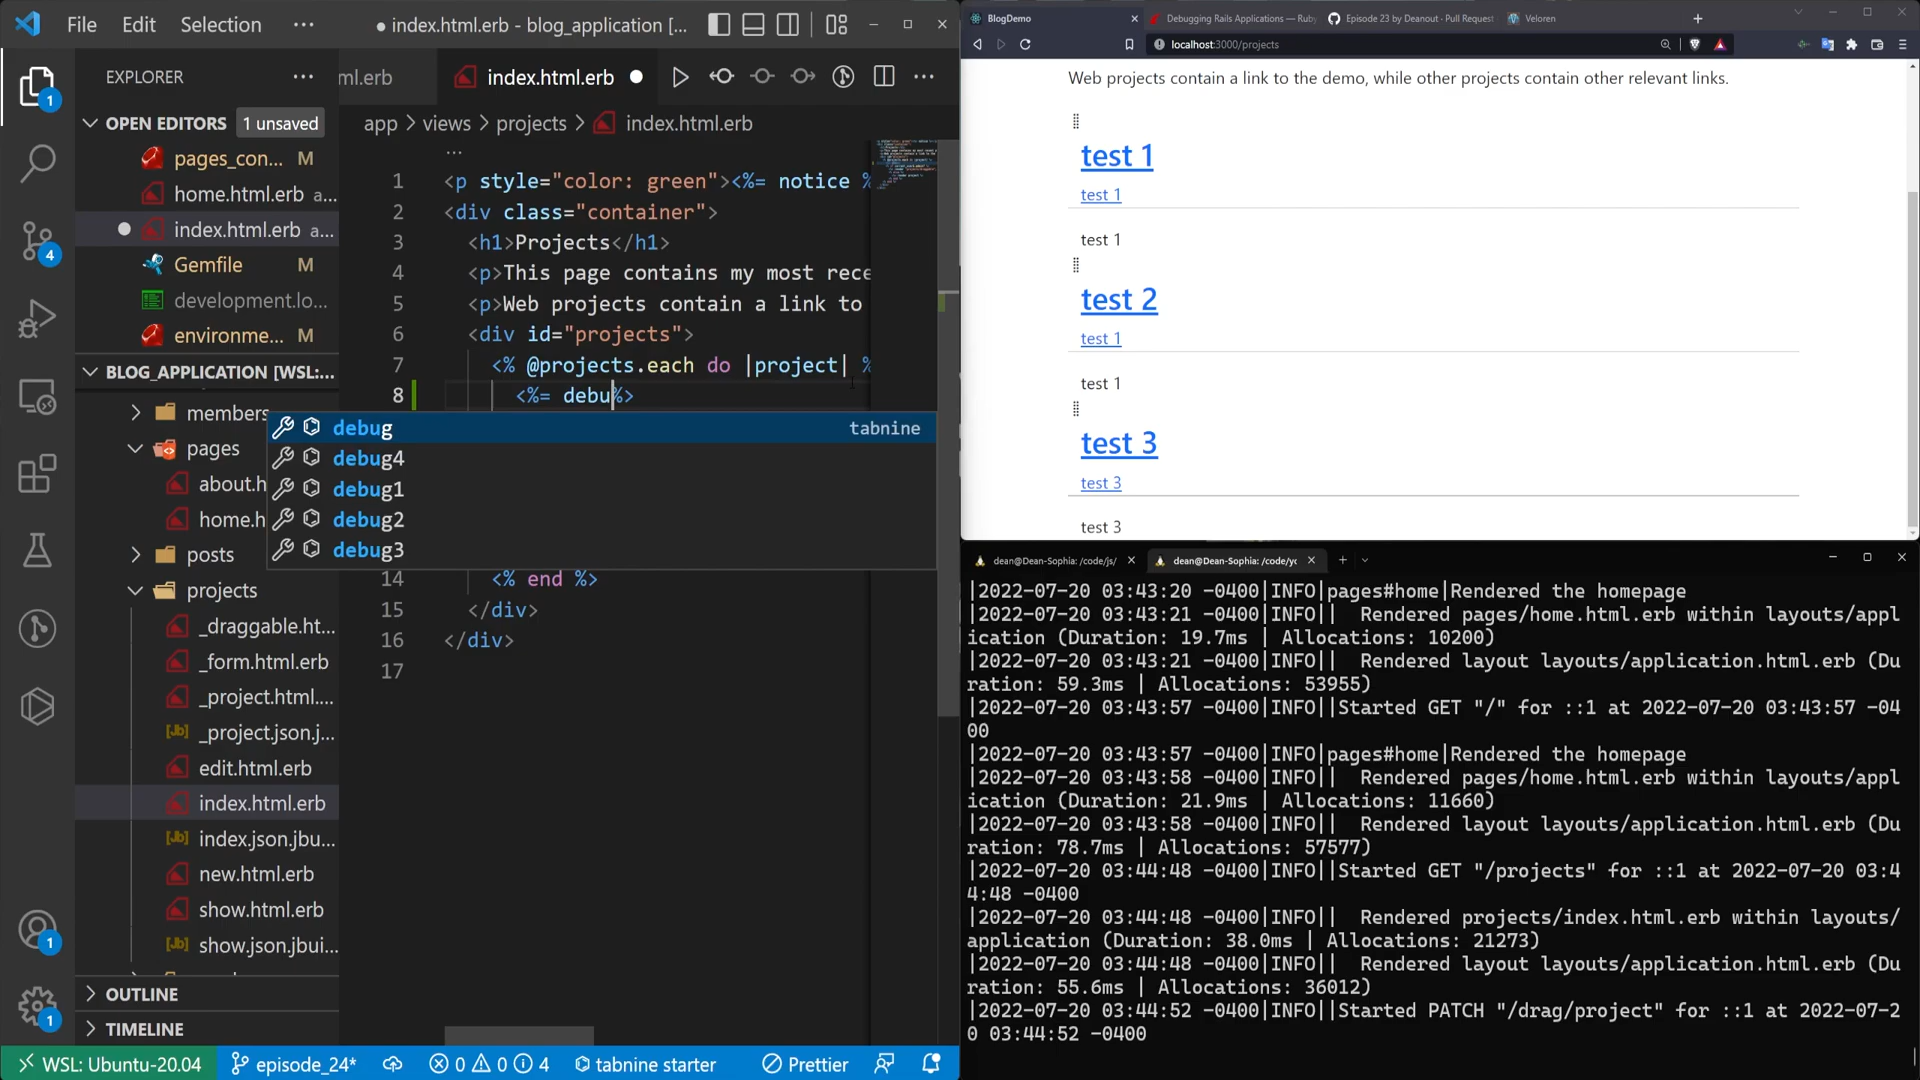 File Edit Selection ··· ● index.html.erb - blog_application [...
EXPLORER ···
OPEN EDITORS 1 unsaved
pages_con... M
home.html.erb a...
index.html.erb a...
Gemfile M
development.lo...
environme... M
BLOG_APPLICATION [WSL:...
members
pages
about.h
home.h
posts
projects
_draggable.ht...
_form.html.erb
_project.html....
_project.json.j...
edit.html.erb
index.html.erb
index.json.jbu...
new.html.erb
show.html.erb
show.json.jbui...
OUTLINE
TIMELINE
1
4
1
1
ml.erb index.html.erb ● ···
app > views > projects > index.html.erb
...
1 <p style="color: green"><%= notice %
2 <div class="container">
3 <h1>Projects</h1>
4 <p>This page contains my most rece
5 <p>Web projects contain a link to
6 <div id="projects">
7 <% @projects.each do |project| %
8 <%= debu%>
debug tabnine
debug4
debug1
debug2
debug3
14 <% end %>
15 </div>
16 </div>
17
WSL: Ubuntu-20.04 episode_24* 0 0 4 tabnine starter Prettier
BlogDemo Debugging Rails Applications — Ruby Episode 23 by Deanout · Pull Request Veloren
localhost:3000/projects
Web projects contain a link to the demo, while other projects contain other relevant links.
test 1
test 1
test 1
test 2
test 1
test 1
test 3
test 3
test 3
dean@Dean-Sophia: /code/js/ dean@Dean-Sophia: /code/yc
|2022-07-20 03:43:20 -0400|INFO|pages#home|Rendered the homepage
|2022-07-20 03:43:21 -0400|INFO||  Rendered pages/home.html.erb within layouts/appl
ication (Duration: 19.7ms | Allocations: 10200)
|2022-07-20 03:43:21 -0400|INFO||  Rendered layout layouts/application.html.erb (Du
ration: 59.3ms | Allocations: 53955)
|2022-07-20 03:43:57 -0400|INFO||Started GET "/" for ::1 at 2022-07-20 03:43:57 -04
00
|2022-07-20 03:43:57 -0400|INFO|pages#home|Rendered the homepage
|2022-07-20 03:43:58 -0400|INFO||  Rendered pages/home.html.erb within layouts/appl
ication (Duration: 21.9ms | Allocations: 11660)
|2022-07-20 03:43:58 -0400|INFO||  Rendered layout layouts/application.html.erb (Du
ration: 78.7ms | Allocations: 57577)
|2022-07-20 03:44:48 -0400|INFO||Started GET "/projects" for ::1 at 2022-07-20 03:4
4:48 -0400
|2022-07-20 03:44:48 -0400|INFO||  Rendered projects/index.html.erb within layouts/
application (Duration: 38.0ms | Allocations: 21273)
|2022-07-20 03:44:48 -0400|INFO||  Rendered layout layouts/application.html.erb (Du
ration: 55.6ms | Allocations: 36012)
|2022-07-20 03:44:52 -0400|INFO||Started PATCH "/drag/project" for ::1 at 2022-07-2
0 03:44:52 -0400